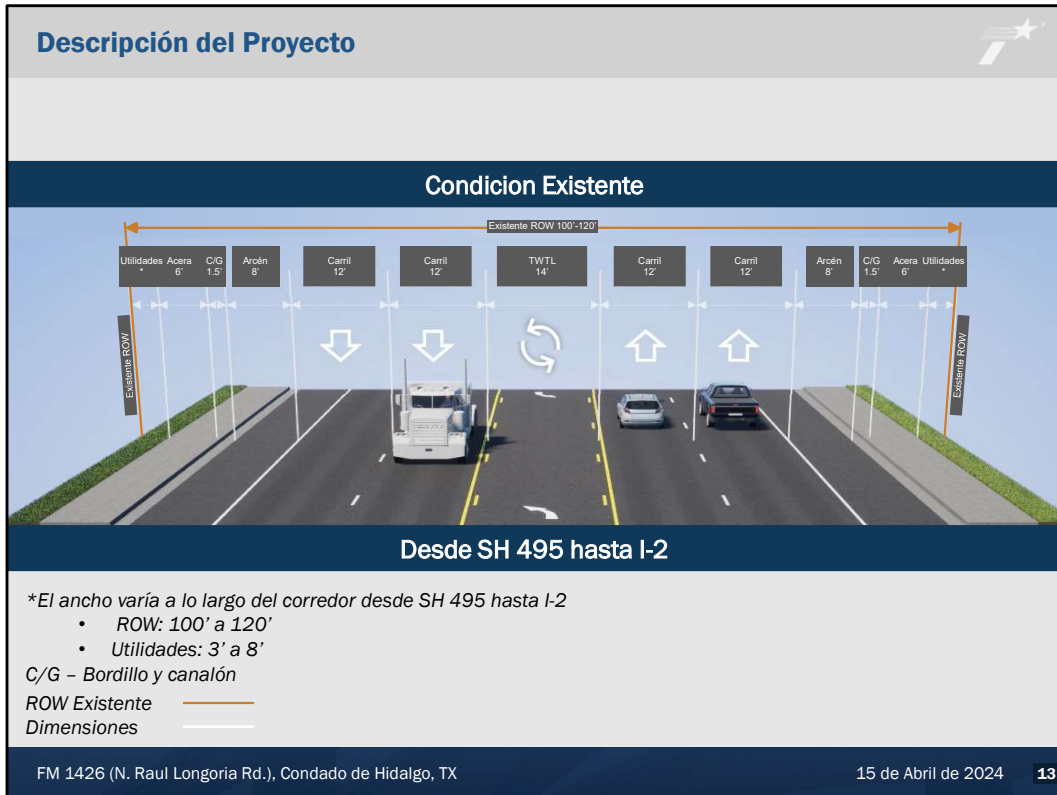 Descripción del Proyecto
Condicion Existente
Existente ROW 100'-120'
Utilidades *
Acera 6'
C/G 1.5'
Arcén 8'
Carril 12'
Carril 12'
TWTL 14'
Carril 12'
Carril 12'
Arcén 8'
C/G 1.5'
Acera 6'
Utilidades *
Existente ROW
Existente ROW
Desde SH 495 hasta I-2
*El ancho varía a lo largo del corredor desde SH 495 hasta I-2
• ROW: 100' a 120'
• Utilidades: 3' a 8'
C/G – Bordillo y canalón
ROW Existente
Dimensiones
FM 1426 (N. Raul Longoria Rd.), Condado de Hidalgo, TX
15 de Abril de 2024
13